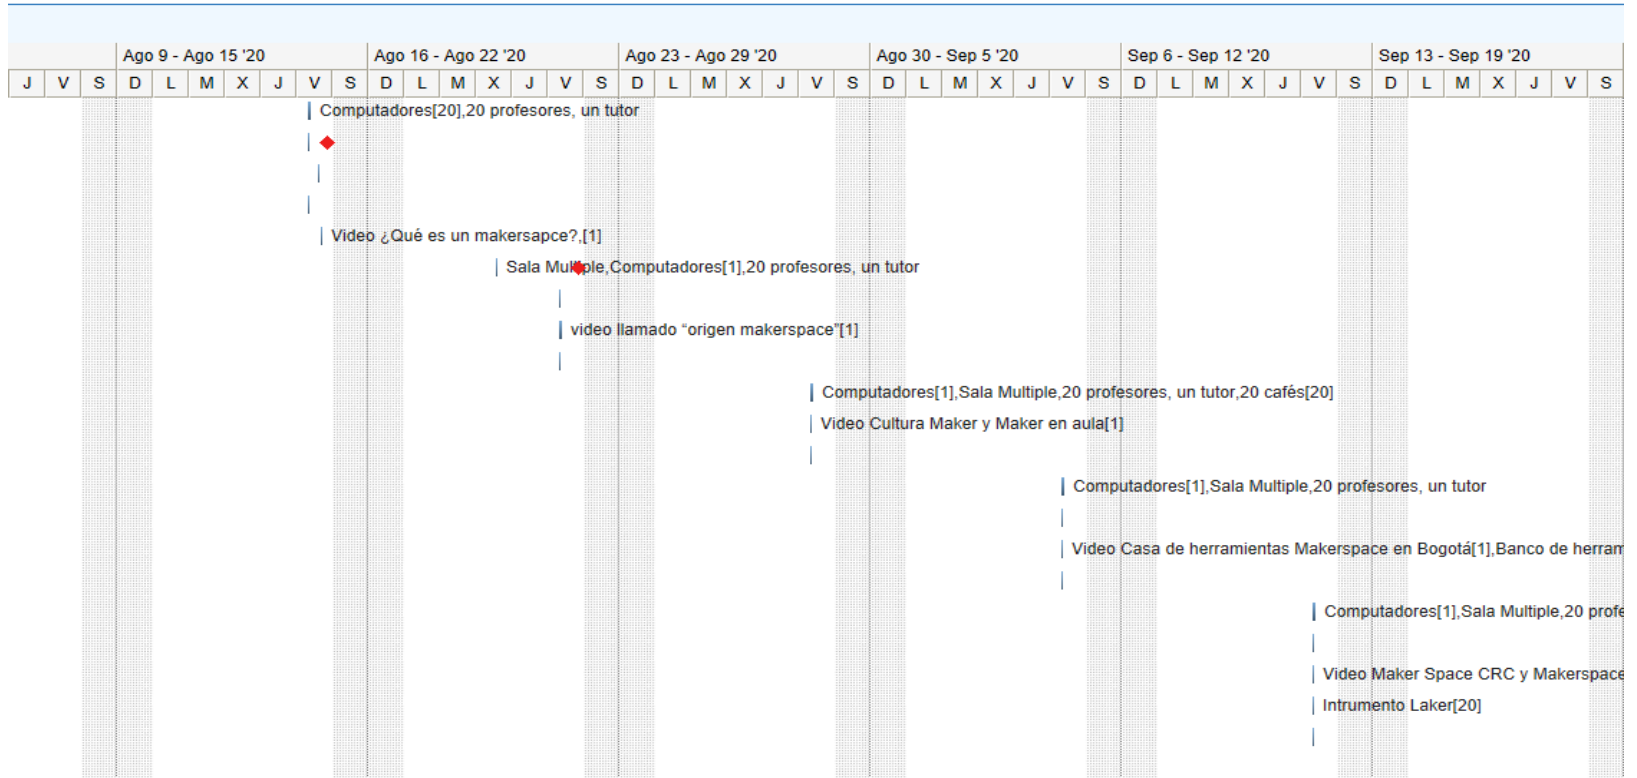 Ago 9 - Ago 15 '20 Ago 16 - Ago 22 '20 Ago 23 - Ago 29 '20 Ago 30 - Sep 5 '20 Sep 6 - Sep 12 '20 Sep 13 - Sep 19 '20
J V S D L M X J V S D L M X J V S D L M X J V S D L M X J V S D L M X J V S D L M X J V S
Computadores[20],20 profesores, un tutor
Video ¿Qué es un makersapce?,[1]
Sala Multiple,Computadores[1],20 profesores, un tutor
video llamado “origen makerspace”[1]
Computadores[1],Sala Multiple,20 profesores, un tutor,20 cafés[20]
Video Cultura Maker y Maker en aula[1]
Computadores[1],Sala Multiple,20 profesores, un tutor
Video Casa de herramientas Makerspace en Bogotá[1],Banco de herram
Computadores[1],Sala Multiple,20 profe
Video Maker Space CRC y Makerspace
Intrumento Laker[20]